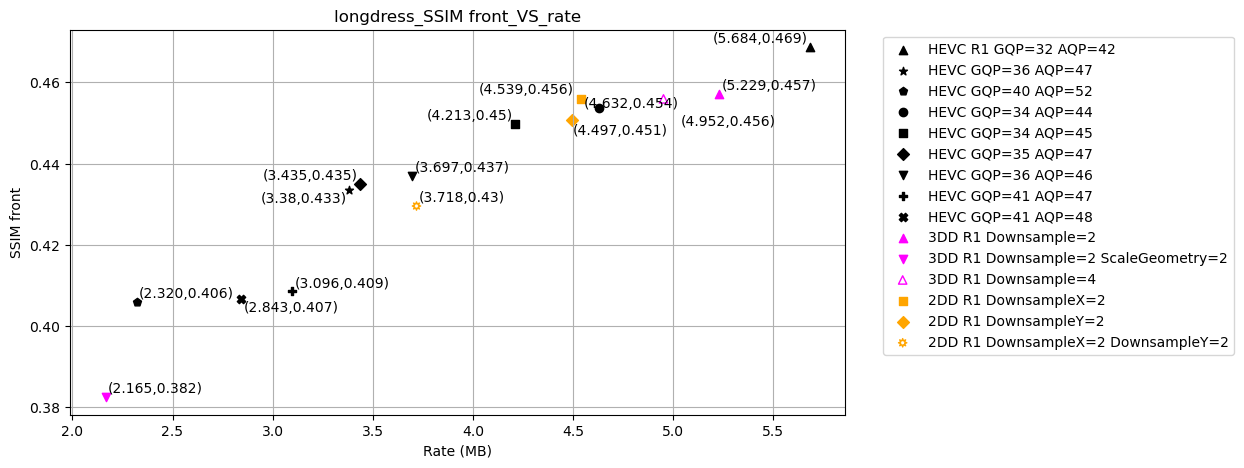 longdress_SSIM front_VS_rate
SSIM front
0.46
0.44
0.42
0.40
0.38
(5.684,0.469)
(5.229,0.457)
(4.539,0.456)
(4.632,0.454)
(4.952,0.456)
(4.213,0.45)
(4.497,0.451)
(3.697,0.437)
(3.435,0.435)
(3.38,0.433)
(3.718,0.43)
(3.096,0.409)
(2.320,0.406)
(2.843,0.407)
(2.165,0.382)
2.0 2.5 3.0 3.5 4.0 4.5 5.0 5.5
Rate (MB)
HEVC R1 GQP=32 AQP=42
HEVC GQP=36 AQP=47
HEVC GQP=40 AQP=52
HEVC GQP=34 AQP=44
HEVC GQP=34 AQP=45
HEVC GQP=35 AQP=47
HEVC GQP=36 AQP=46
HEVC GQP=41 AQP=47
HEVC GQP=41 AQP=48
3DD R1 Downsample=2
3DD R1 Downsample=2 ScaleGeometry=2
3DD R1 Downsample=4
2DD R1 DownsampleX=2
2DD R1 DownsampleY=2
2DD R1 DownsampleX=2 DownsampleY=2